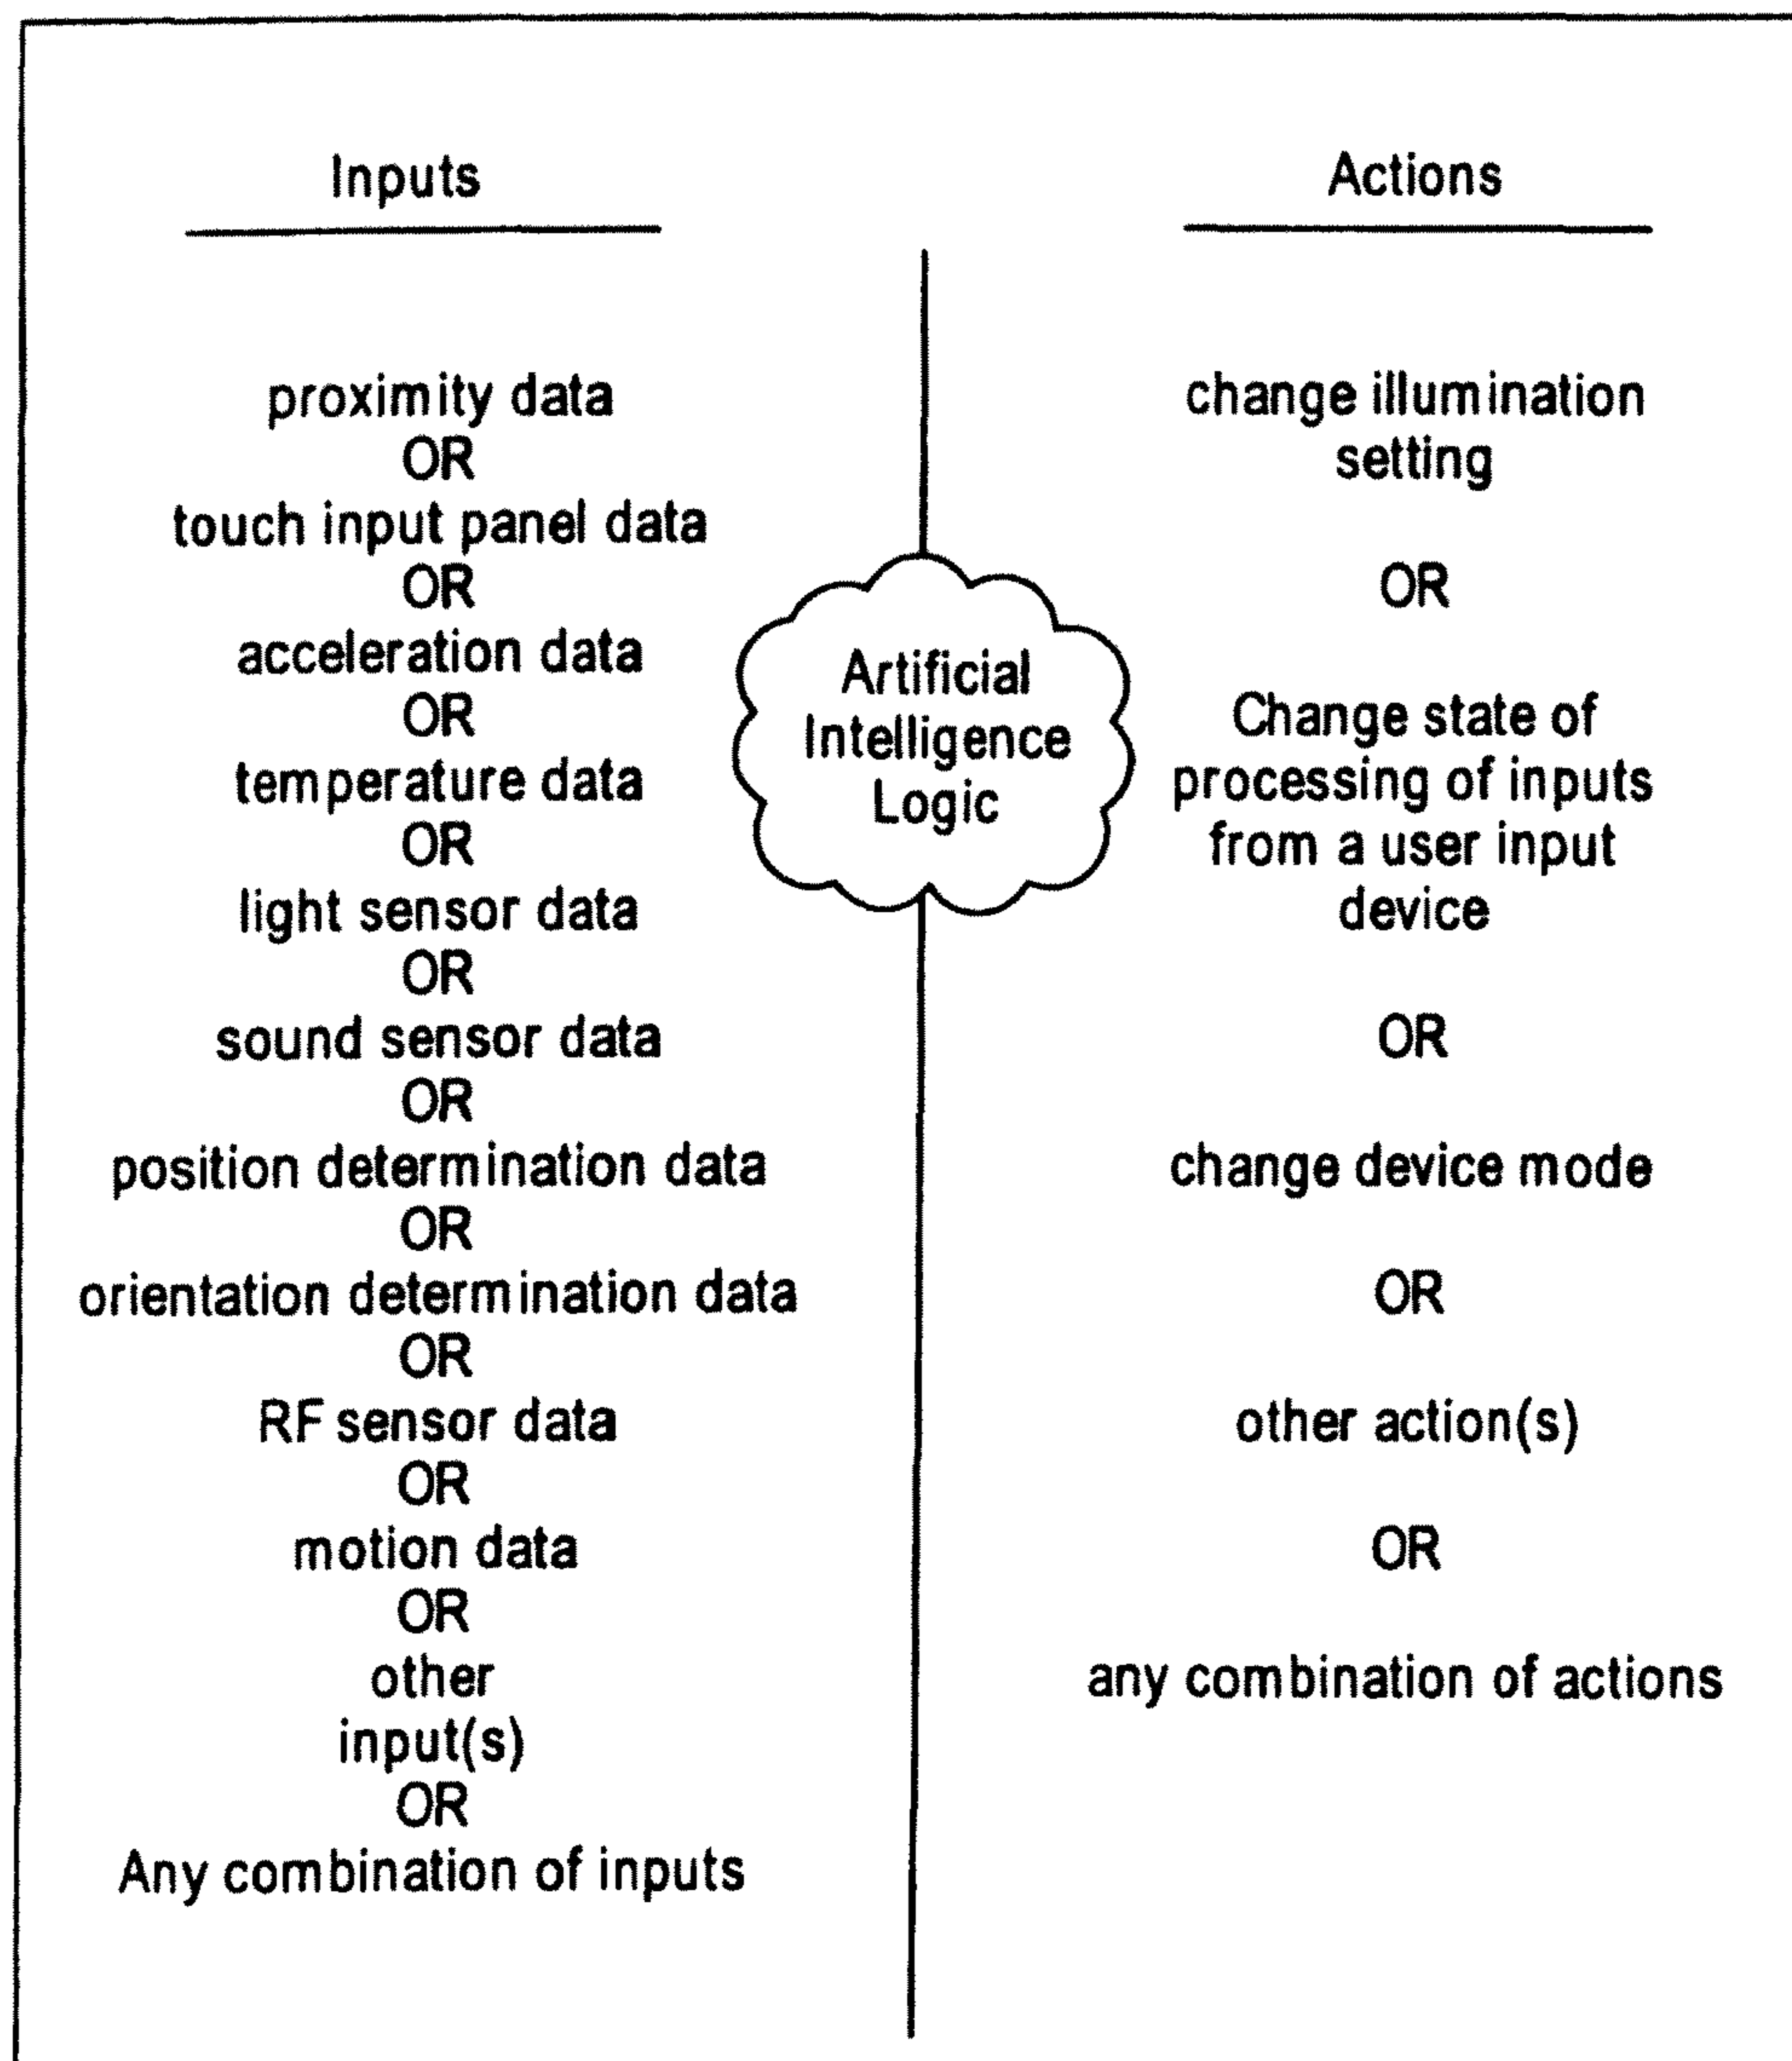 Inputs
proximity data
OR
touch input panel data
OR
acceleration data
OR
temperature data
OR
light sensor data
OR
sound sensor data
OR
position determination data
OR
orientation determination data
OR
RF sensor data
OR
motion data
OR
other
input(s)
OR
Any combination of inputs
Artificial
Intelligence
Logic
Actions
change illumination
setting
OR
Change state of
processing of inputs
from a user input
device
OR
change device mode
OR
other action(s)
OR
any combination of actions